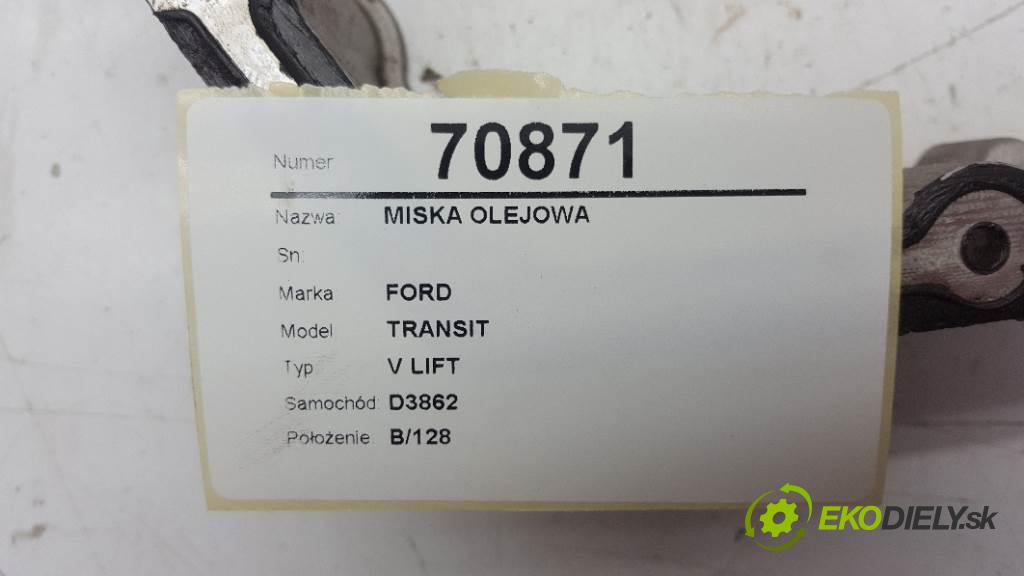 Numer 70871
Nazwa: MISKA OLEJOWA
Sn:
Marka FORD
Model TRANSIT
Typ V LIFT
Samochód: D3862
Położenie B/128
EKODIELY.sk